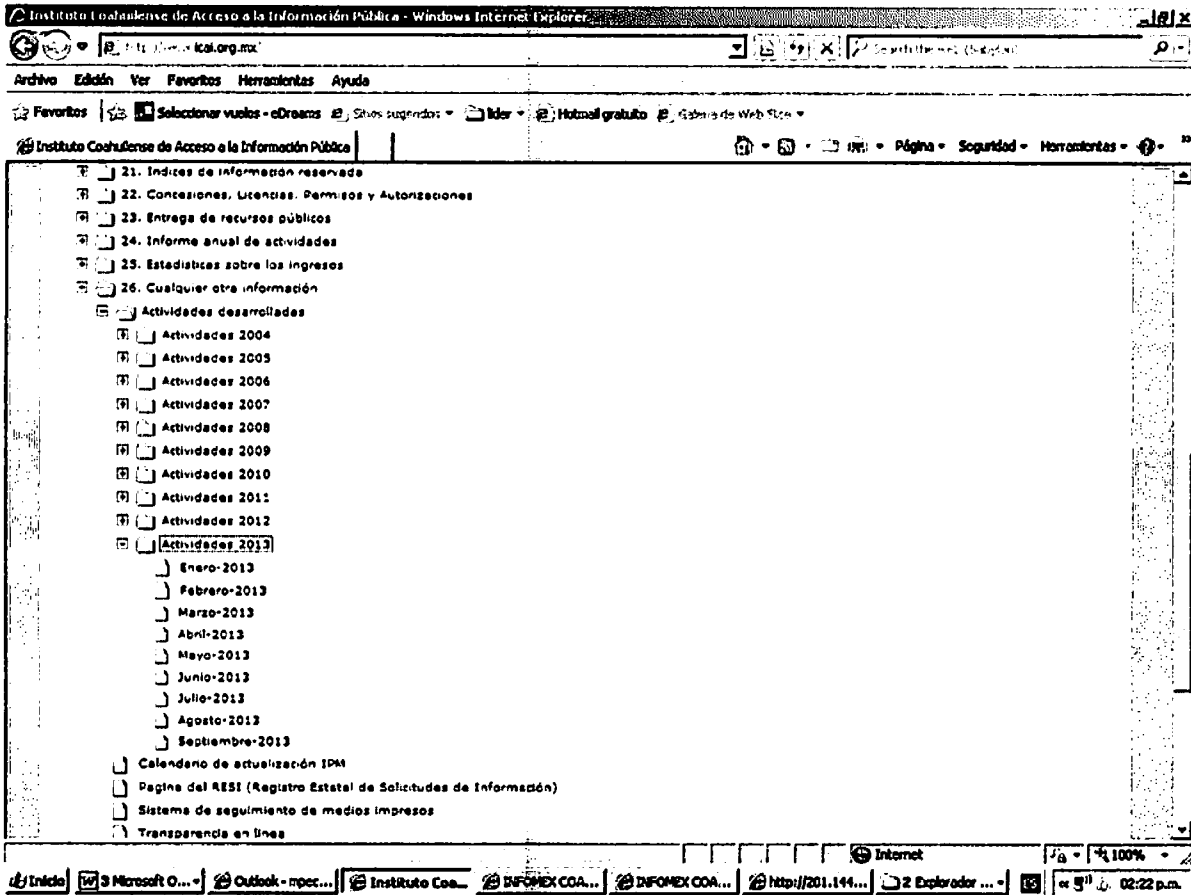 Instituto Coahuilense de Acceso a la Información Pública - Windows Internet Explorer
icai.org.mx
Archivo Edición Ver Favoritos Herramientas Ayuda
Favoritos Seleccionar vuelos - eDreams Sitios sugeridos lider Hotmail gratuito Galería de Web Slice
Instituto Coahuilense de Acceso a la Información Pública Página Seguridad Herramientas
21. Indices de información reservada
22. Concesiones, Licencias, Permisos y Autorizaciones
23. Entrega de recursos públicos
24. Informe anual de actividades
25. Estadísticas sobre los ingresos
26. Cualquier otra información
Actividades desarrolladas
Actividades 2004
Actividades 2005
Actividades 2006
Actividades 2007
Actividades 2008
Actividades 2009
Actividades 2010
Actividades 2011
Actividades 2012
Actividades 2013
Enero-2013
Febrero-2013
Marzo-2013
Abril-2013
Mayo-2013
Junio-2013
Julio-2013
Agosto-2013
Septiembre-2013
Calendario de actualización IPM
Pagina del RESI (Registro Estatal de Solicitudes de Información)
Sistema de seguimiento de medios impresos
Transparencia en línea
Internet 100%
Inicio 3 Microsoft O... Outlook - mpec... Instituto Coa... INFOMEX COA... INFOMEX COA... http://201.144... 2 Explorador ... ES 02:22 p.m.